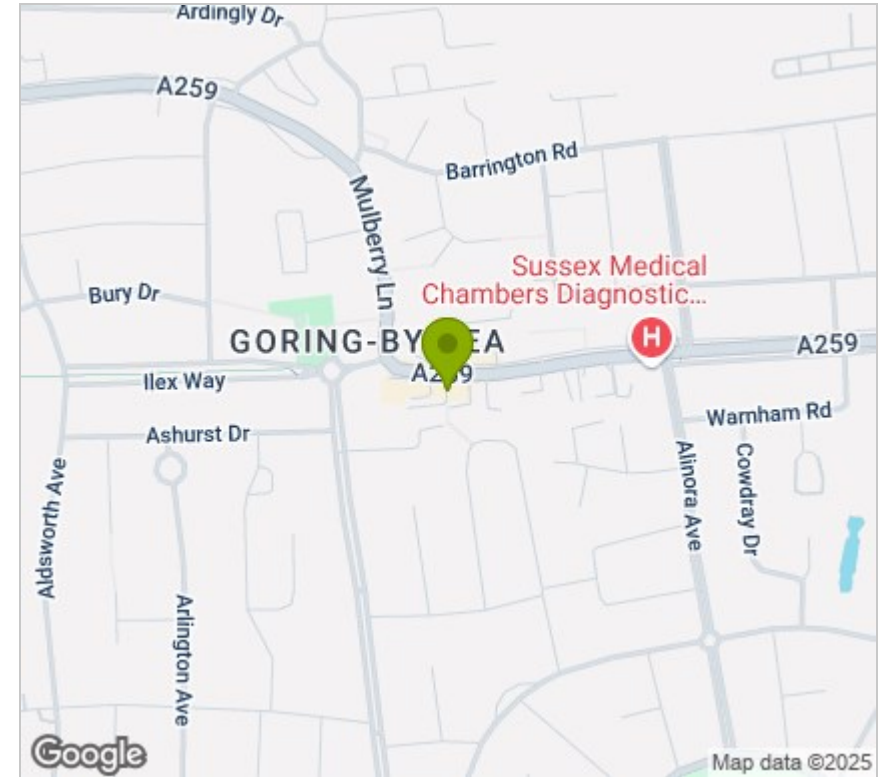 Ardingly Dr
A259
Barrington Rd
Mulberry Ln
Sussex Medical
Chambers Diagnostic...
H
Bury Dr
GORING-BY
EA
A259
A259
Ilex Way
Warnham Rd
Ashurst Dr
Alinora Ave
Cowdray Dr
Aldsworth Ave
Arlington Ave
Google
Map data ©2025